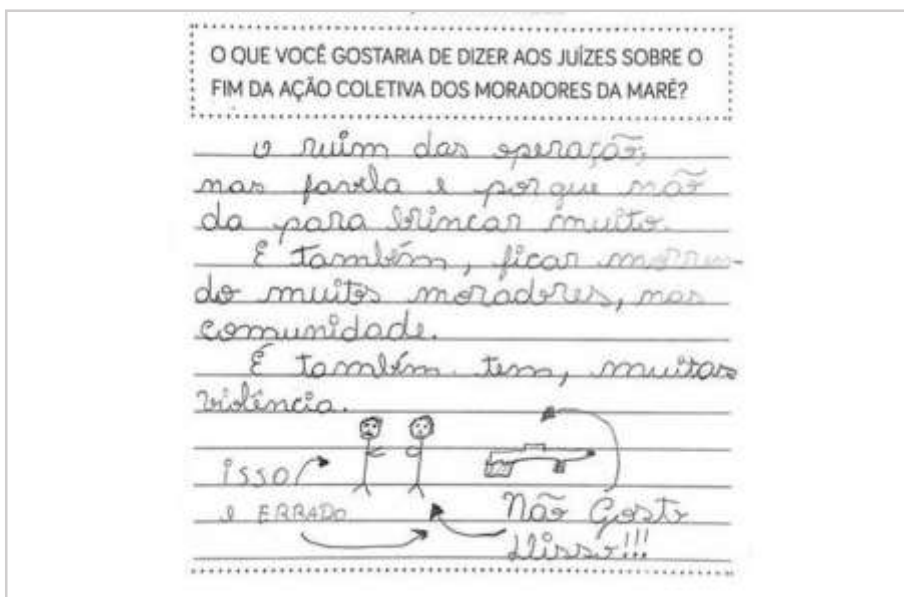 O QUE VOCÊ GOSTARIA DE DIZER AOS JUÍZES SOBRE O
FIM DA AÇÃO COLETIVA DOS MORADORES DA MARÉ?
o ruim das operação,
nas favela e porque não
da para brincar muito.
E também, ficar morren-
do muitos moradores, nas
comunidade.
É também tem, muitas
violência.
isso
e ERRADO
Não Gosto
disso!!!